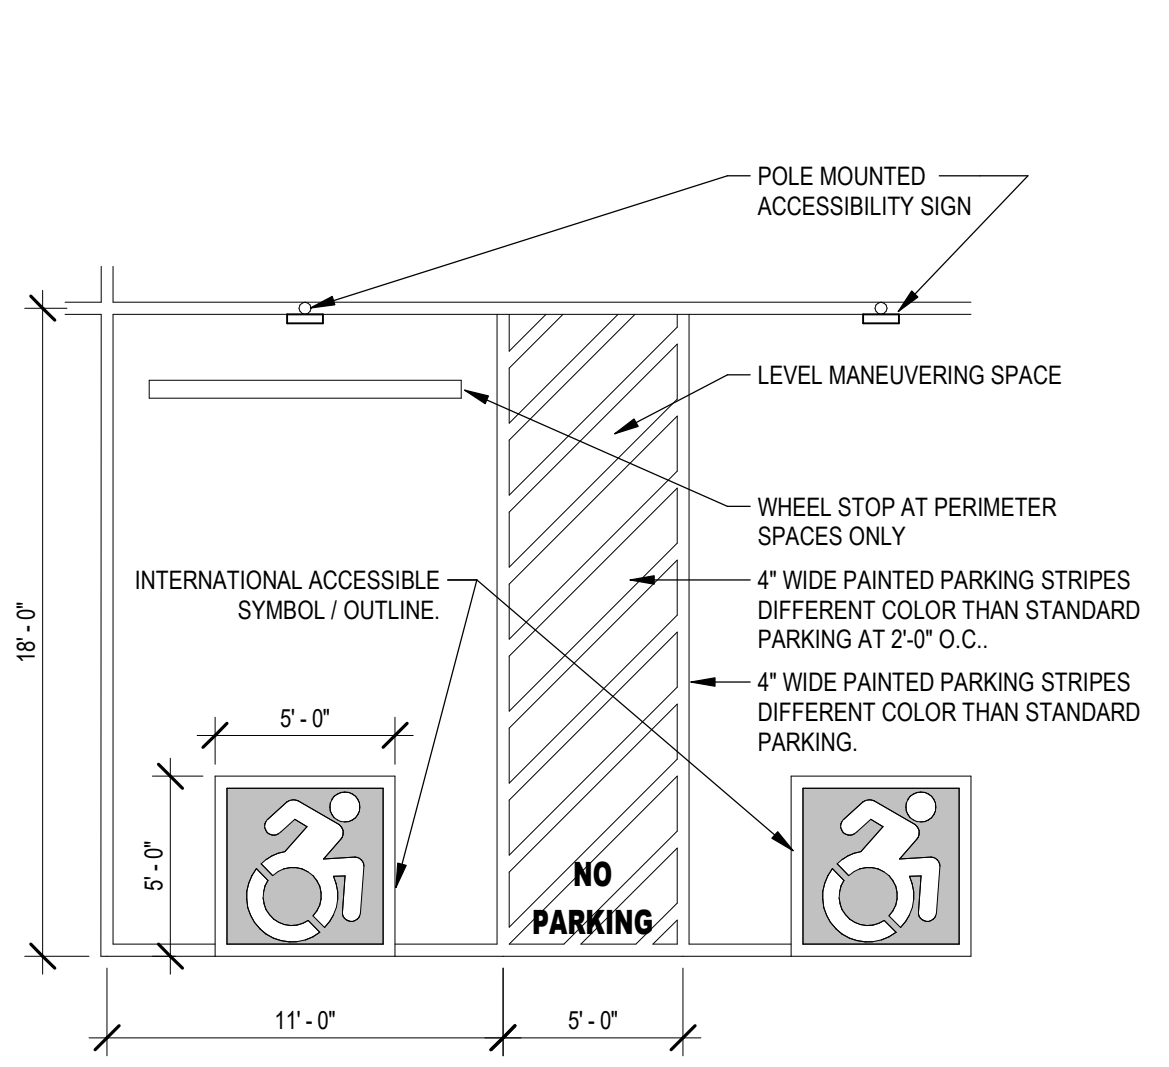 POLE MOUNTED
ACCESSIBILITY SIGN
LEVEL MANEUVERING SPACE
WHEEL STOP AT PERIMETER
SPACES ONLY
INTERNATIONAL ACCESSIBLE
SYMBOL / OUTLINE.
4" WIDE PAINTED PARKING STRIPES
DIFFERENT COLOR THAN STANDARD
PARKING AT 2'-0" O.C..
18' - 0"
4" WIDE PAINTED PARKING STRIPES
DIFFERENT COLOR THAN STANDARD
PARKING.
5' - 0"
5' - 0"
NO
PARKING
11' - 0"
5' - 0"